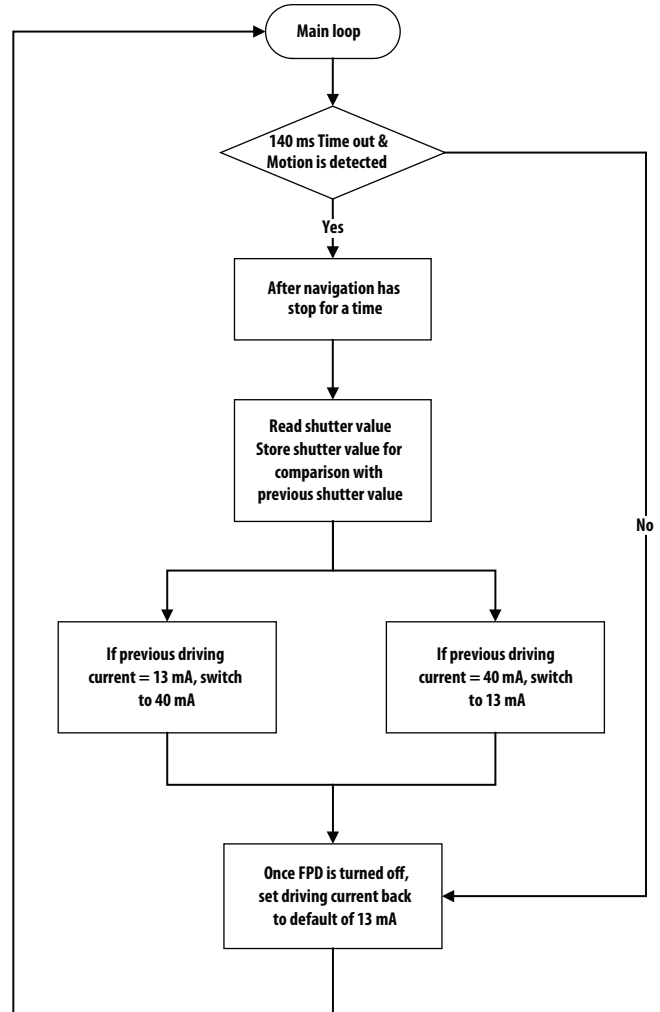 Main loop
140 ms Time out &
Motion is detected
Yes
After navigation has
stop for a time
Read shutter value
Store shutter value for
comparison with
previous shutter value
No
If previous driving
current = 13 mA, switch
to 40 mA
If previous driving
current = 40 mA, switch
to 13 mA
Once FPD is turned off,
set driving current back
to default of 13 mA